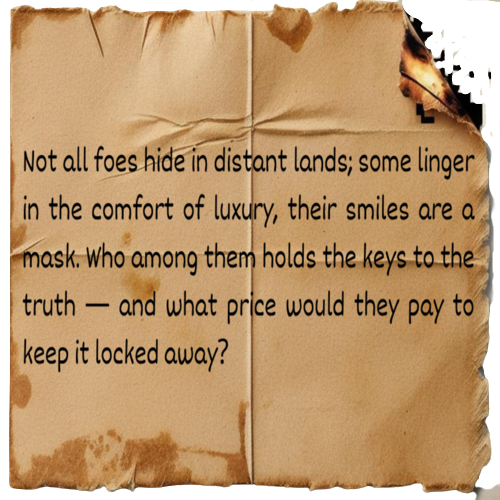 Not all foes hide in distant lands; some linger
in the comfort of luxury, their smiles are a
mask. Who among them holds the keys to the
truth — and what price would they pay to
keep it locked away?